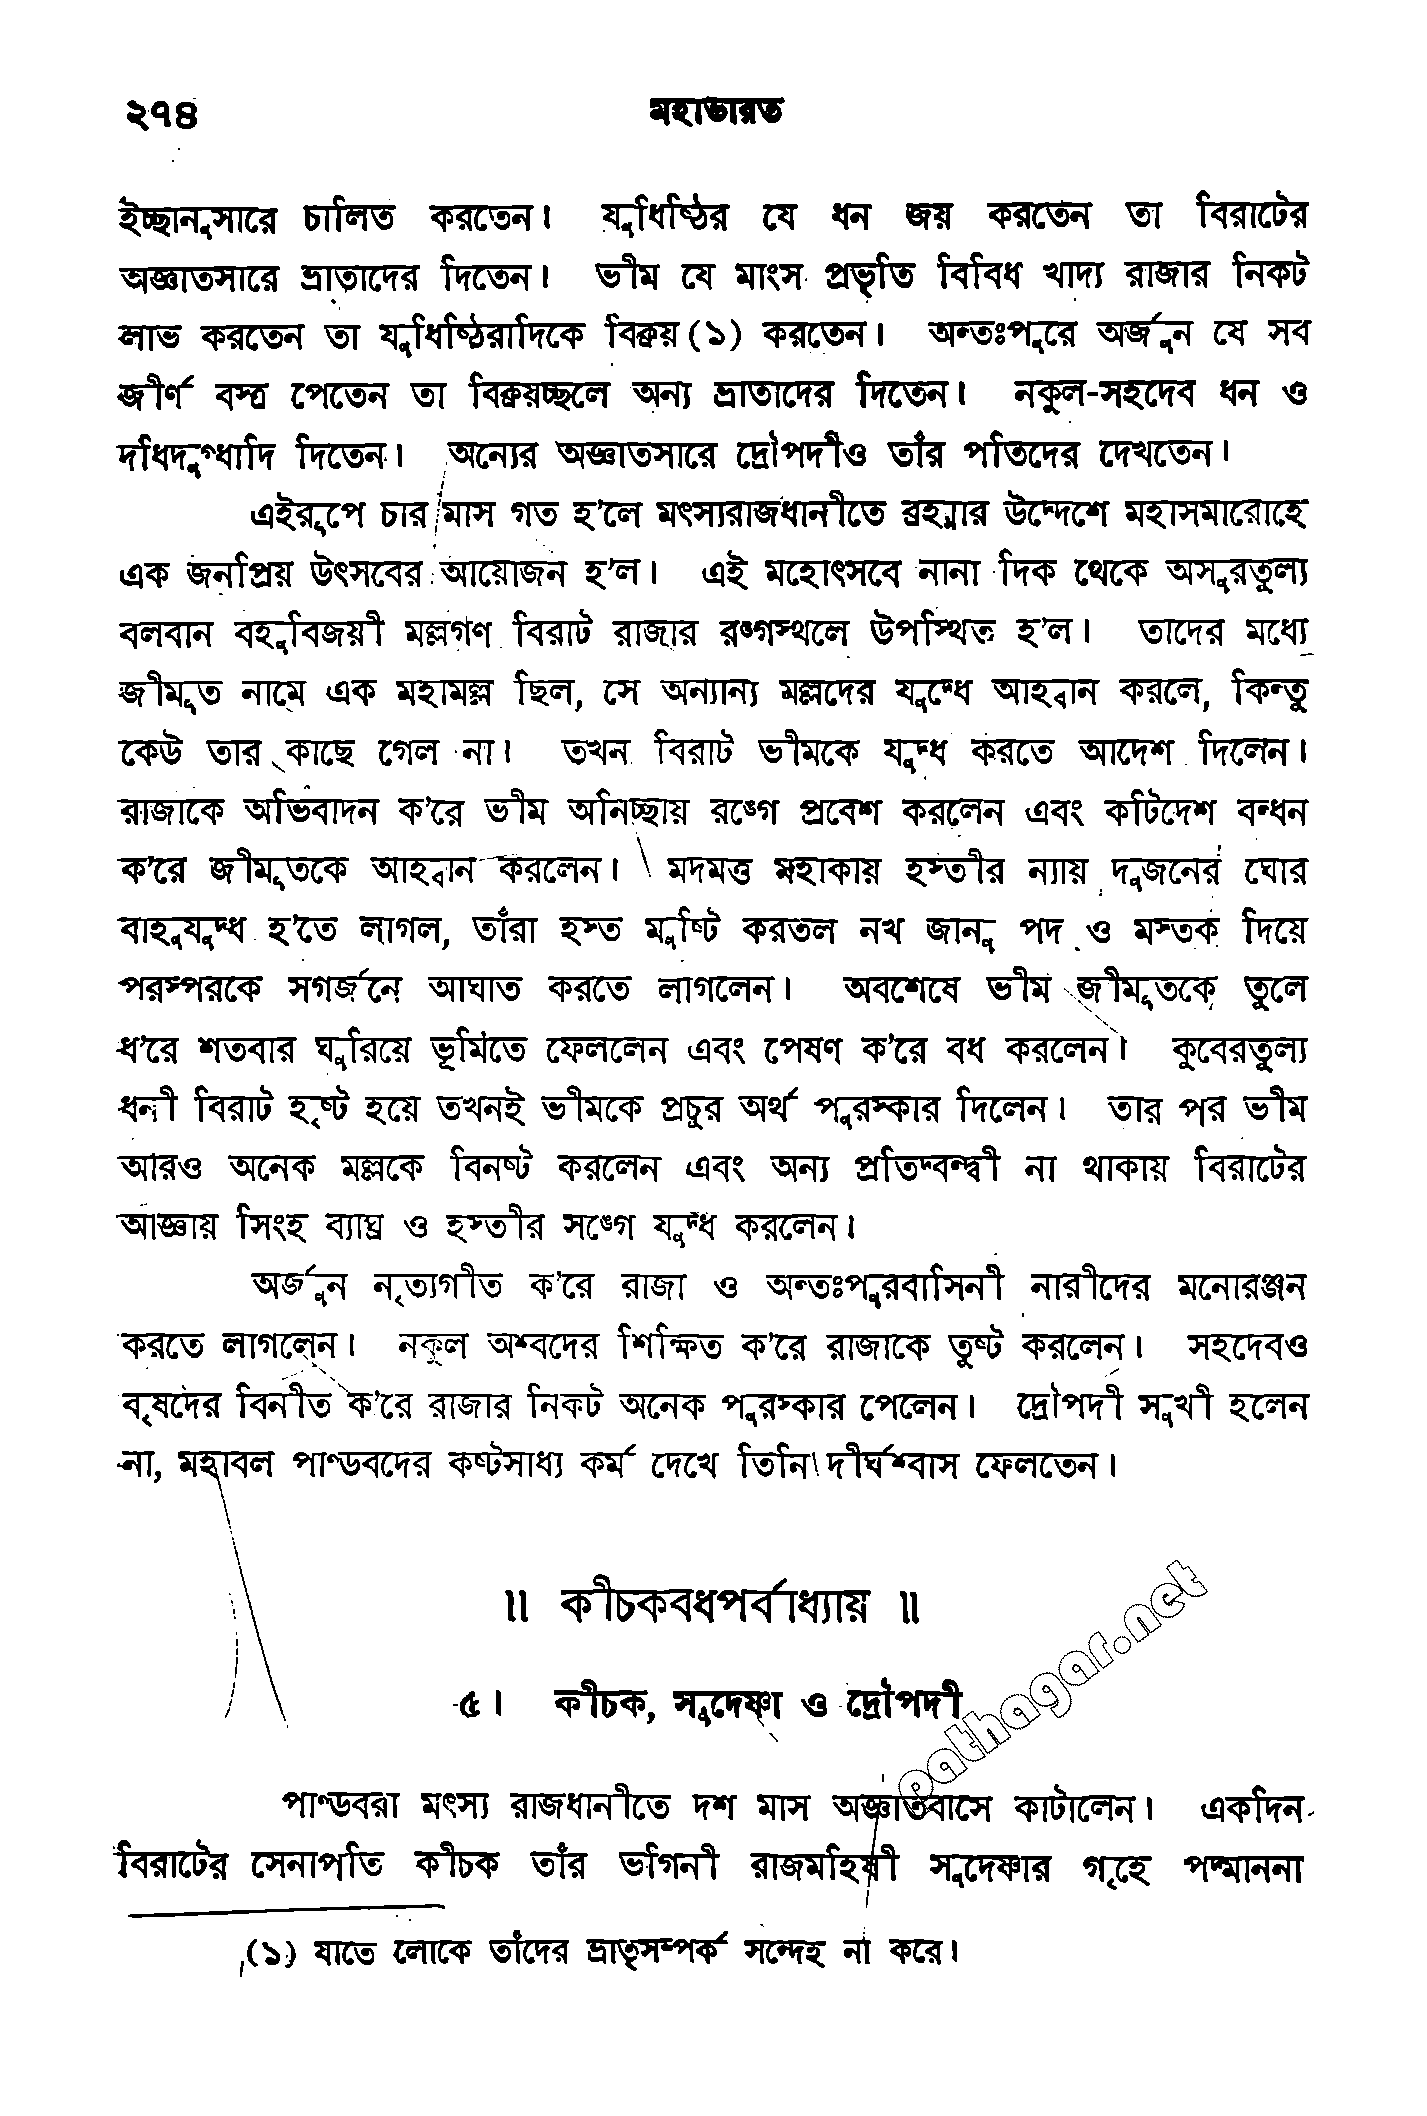 ২৭৪ মহাভারত
ইচ্ছানুসারে চালিত করতেন। যুধিষ্ঠির যে ধন জয় করতেন তা বিরাটের
অজ্ঞাতসারে ভ্রাতাদের দিতেন। ভীম যে মাংস প্রভৃতি বিবিধ খাদ্য রাজার নিকট
লাভ করতেন তা যুধিষ্ঠিরাদিকে বিক্রয় (১) করতেন। অন্তঃপুরে অর্জুন যে সব
জীর্ণ বস্ত্র পেতেন তা বিক্রয়চ্ছলে অন্য ভ্রাতাদের দিতেন। নকুল-সহদেব ধন ও
দধিদুগ্ধাদি দিতেন। অন্যের অজ্ঞাতসারে দ্রৌপদীও তাঁর পতিদের দেখতেন।
এইরূপে চার মাস গত হ’লে মৎস্যরাজধানীতে ব্রহ্মার উদ্দেশে মহাসমারোহে
এক জনপ্রিয় উৎসবের আয়োজন হ’ল। এই মহোৎসবে নানা দিক থেকে অসুরতুল্য
বলবান বহুবিজয়ী মল্লগণ বিরাট রাজার রঙ্গস্থলে উপস্থিত হ’ল। তাদের মধ্যে
জীমূত নামে এক মহামল্ল ছিল, সে অন্যান্য মল্লদের যুদ্ধে আহ্বান করলে, কিন্তু
কেউ তার কাছে গেল না। তখন বিরাট ভীমকে যুদ্ধ করতে আদেশ দিলেন।
রাজাকে অভিবাদন ক’রে ভীম অনিচ্ছায় রঙ্গে প্রবেশ করলেন এবং কটিদেশ বন্ধন
ক’রে জীমূতকে আহ্বান করলেন। মদমত্ত মহাকায় হস্তীর ন্যায় দুজনের ঘোর
বাহুযুদ্ধ হ’তে লাগল, তাঁরা হস্ত মুষ্টি করতল নখ জানু পদ ও মস্তক দিয়ে
পরস্পরকে সগর্জনে আঘাত করতে লাগলেন। অবশেষে ভীম জীমূতকে তুলে
ধ’রে শতবার ঘুরিয়ে ভূমিতে ফেললেন এবং পেষণ ক’রে বধ করলেন। কুবেরতুল্য
ধনী বিরাট হৃষ্ট হয়ে তখনই ভীমকে প্রচুর অর্থ পুরস্কার দিলেন। তার পর ভীম
আরও অনেক মল্লকে বিনষ্ট করলেন এবং অন্য প্রতিদ্বন্দ্বী না থাকায় বিরাটের
আজ্ঞায় সিংহ ব্যাঘ্র ও হস্তীর সঙ্গে যুদ্ধ করলেন।
অর্জুন নৃত্যগীত ক’রে রাজা ও অন্তঃপুরবাসিনী নারীদের মনোরঞ্জন
করতে লাগলেন। নকুল অশ্বদের শিক্ষিত ক’রে রাজাকে তুষ্ট করলেন। সহদেবও
বৃষদের বিনীত ক’রে রাজার নিকট অনেক পুরস্কার পেলেন। দ্রৌপদী সুখী হলেন
না, মহাবল পাণ্ডবদের কষ্টসাধ্য কর্ম দেখে তিনি দীর্ঘশ্বাস ফেলতেন।
॥ কীচকবধপর্বাধ্যায় ॥
৫। কীচক, সুদেষ্ণা ও দ্রৌপদী
পাণ্ডবরা মৎস্য রাজধানীতে দশ মাস অজ্ঞাতবাসে কাটালেন। একদিন
বিরাটের সেনাপতি কীচক তাঁর ভগিনী রাজমহিষী সুদেষ্ণার গৃহে পদ্মাননা
(১) যাতে লোকে তাঁদের ভ্রাতৃসম্পর্ক সন্দেহ না করে।
pathagar.net